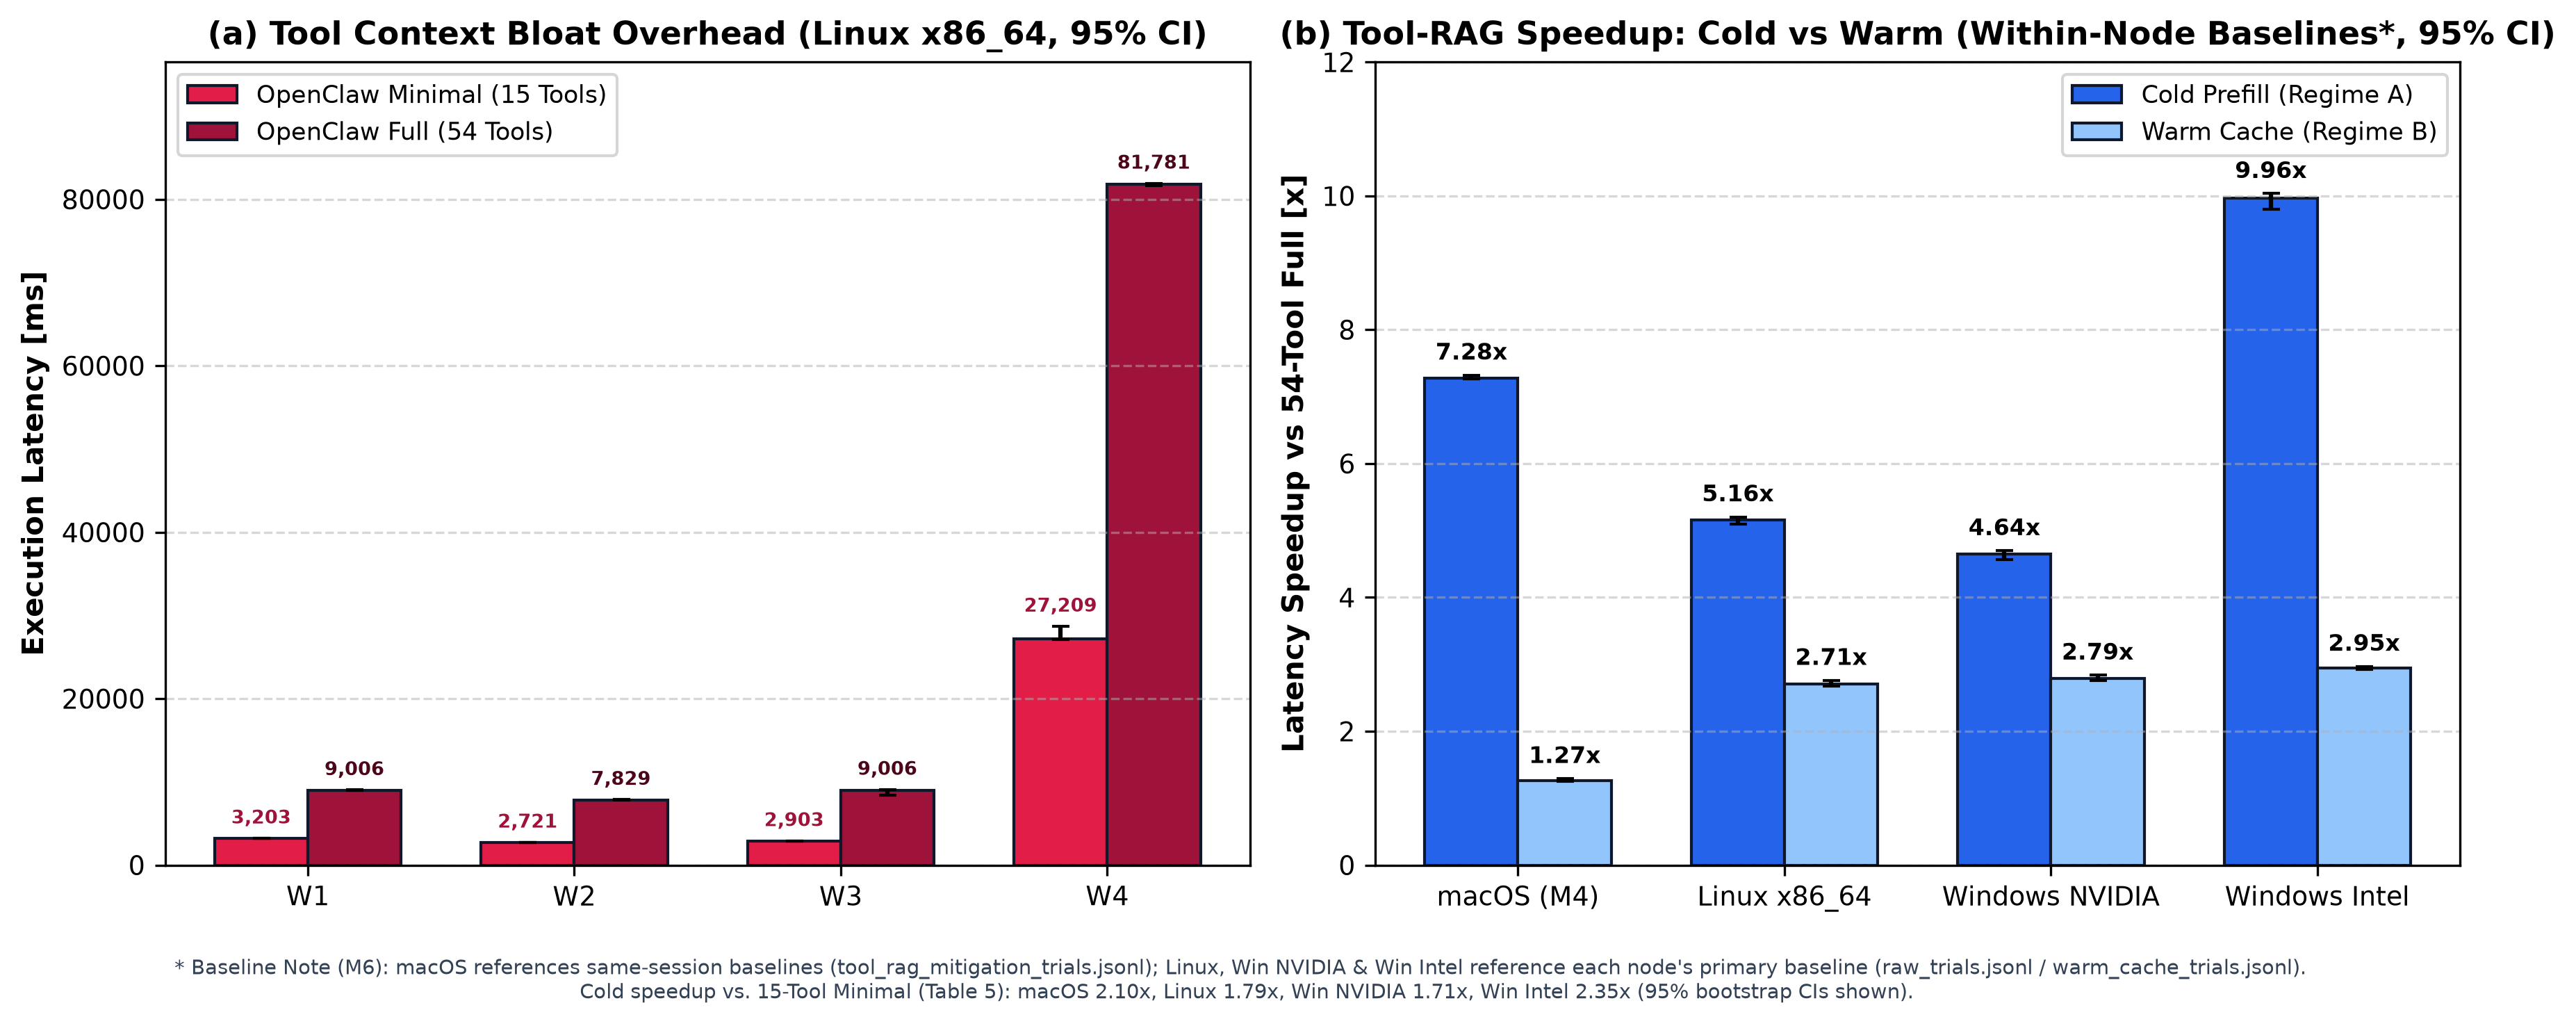 (a) Tool Context Bloat Overhead (Linux x86_64, 95% CI)
Execution Latency [ms]
80000
60000
40000
20000
0
OpenClaw Minimal (15 Tools)
OpenClaw Full (54 Tools)
3,203
9,006
2,721
7,829
2,903
9,006
27,209
81,781
W1
W2
W3
W4
(b) Tool-RAG Speedup: Cold vs Warm (Within-Node Baselines*, 95% CI)
Latency Speedup vs 54-Tool Full [x]
12
10
8
6
4
2
0
Cold Prefill (Regime A)
Warm Cache (Regime B)
7.28x
1.27x
5.16x
2.71x
4.64x
2.79x
9.96x
2.95x
macOS (M4)
Linux x86_64
Windows NVIDIA
Windows Intel
* Baseline Note (M6): macOS references same-session baselines (tool_rag_mitigation_trials.jsonl); Linux, Win NVIDIA & Win Intel reference each node's primary baseline (raw_trials.jsonl / warm_cache_trials.jsonl).
Cold speedup vs. 15-Tool Minimal (Table 5): macOS 2.10x, Linux 1.79x, Win NVIDIA 1.71x, Win Intel 2.35x (95% bootstrap CIs shown).